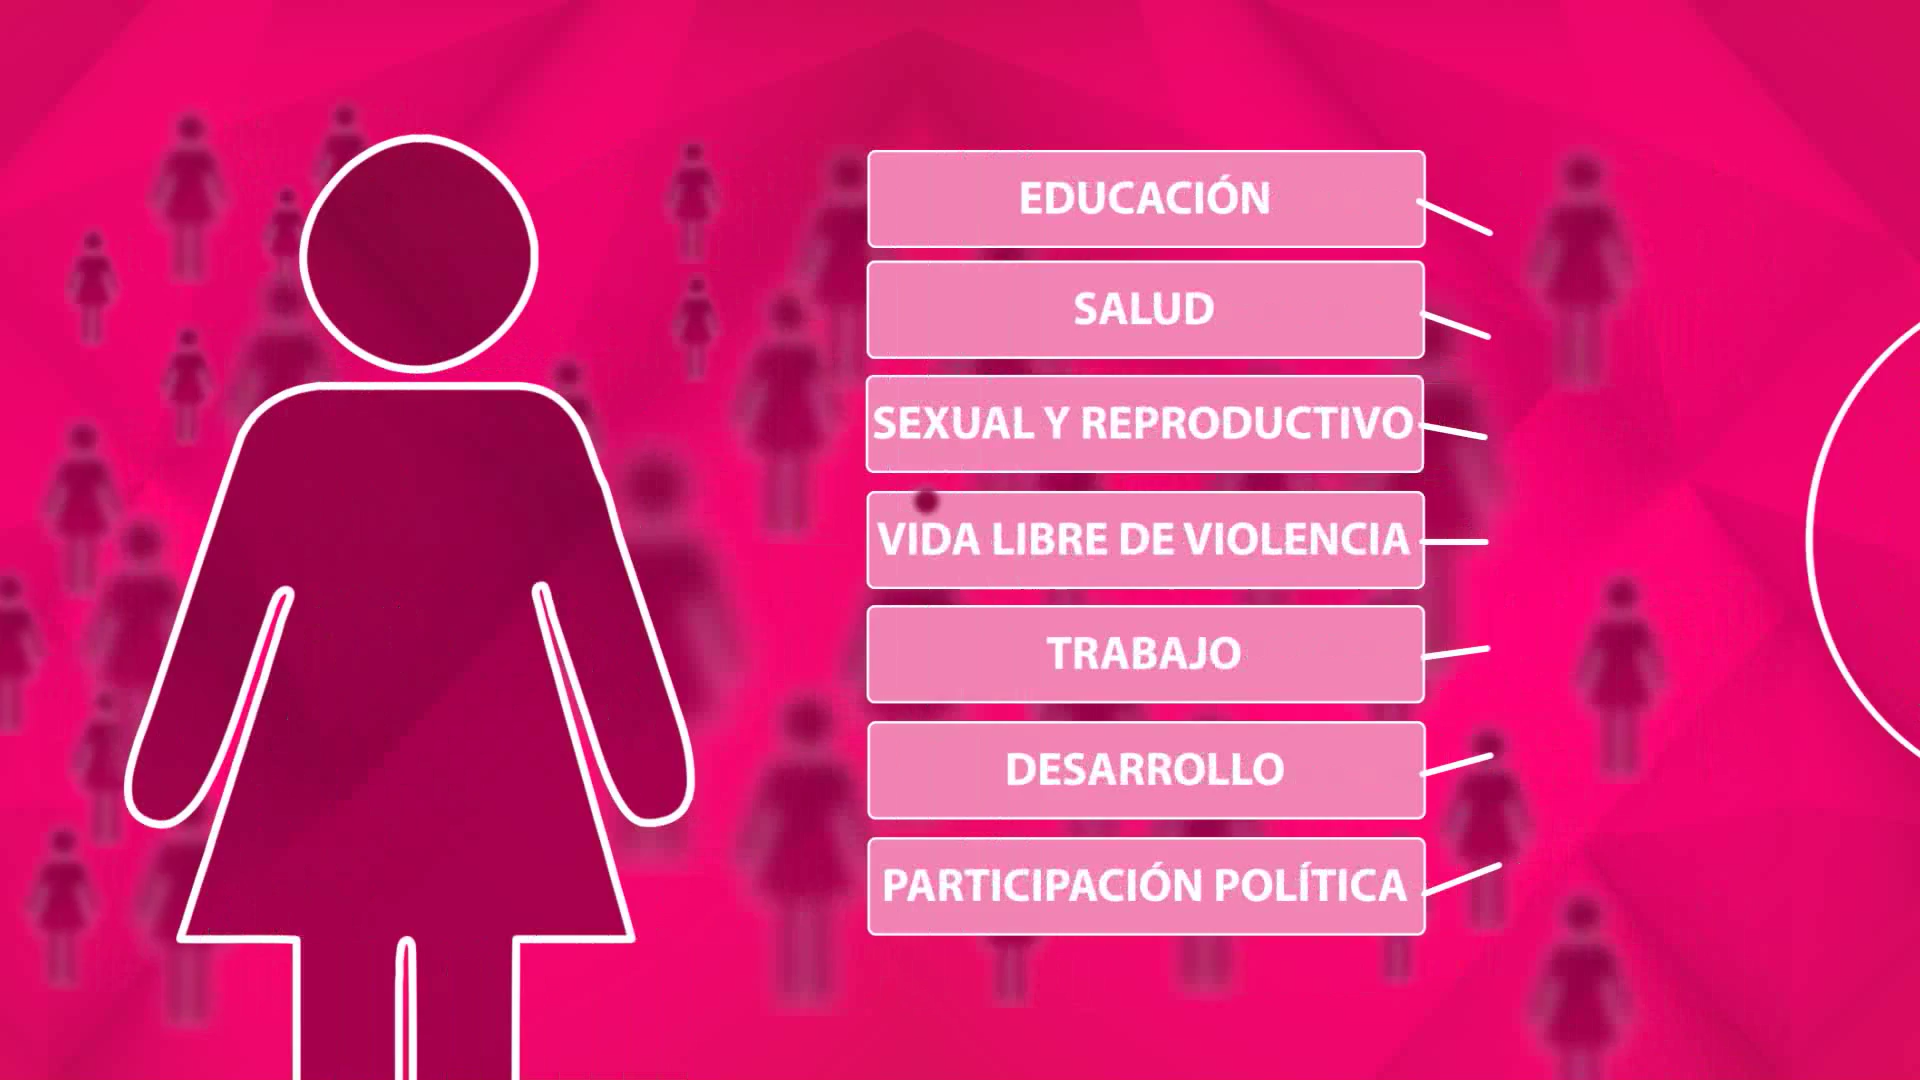 EDUCACIÓN
SALUD
SEXUAL Y REPRODUCTIVO
VIDA LIBRE DE VIOLENCIA
TRABAJO
DESARROLLO
PARTICIPACIÓN POLÍTICA